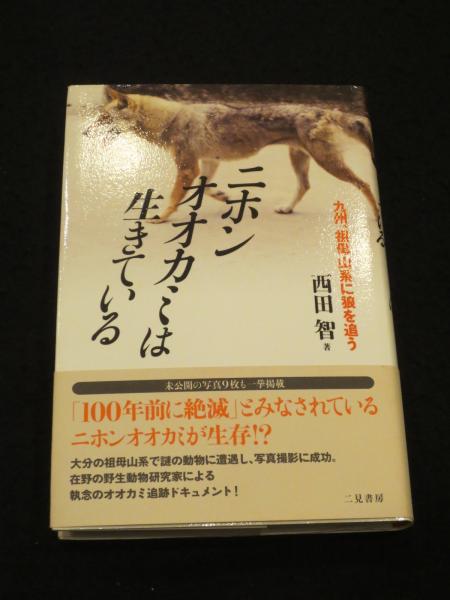 ニホン
オオカミは
生きている
九州、祖母山系に狼を追う
西田 智 著
未公開の写真9枚も一挙掲載
「100年前に絶滅」とみなされている
ニホンオオカミが生存!?
大分の祖母山系で謎の動物に遭遇し、写真撮影に成功。
在野の野生動物研究家による
執念のオオカミ追跡ドキュメント!
二見書房